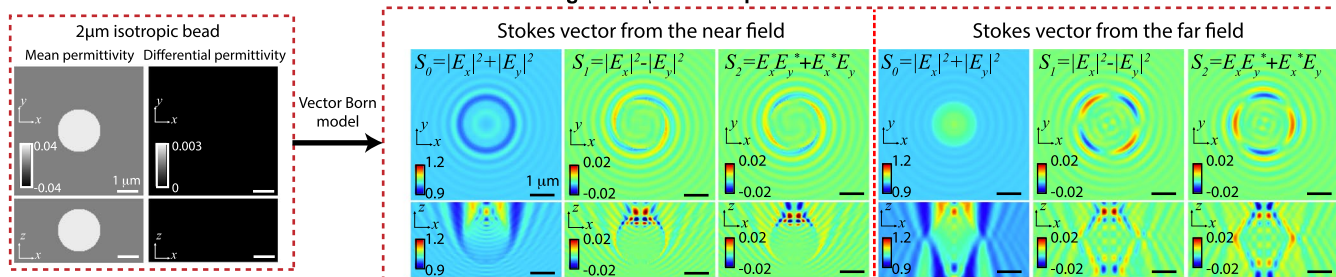 2μm isotropic bead
Mean permittivity
Differential permittivity
y
x
0.04
-0.04
1 μm
y
x
0.003
0
z
x
z
x
Vector Born
model
Stokes vector from the near field
S0=|Ex|²+|Ey|²
S1=|Ex|²-|Ey|²
S2=ExEy*+Ex*Ey
y
x
1.2
0.9
1 μm
y
x
0.02
-0.02
y
x
0.02
-0.02
z
x
1.2
0.9
z
x
0.02
-0.02
z
x
0.02
-0.02
Stokes vector from the far field
S0=|Ex|²+|Ey|²
S1=|Ex|²-|Ey|²
S2=ExEy*+Ex*Ey
y
x
1.2
0.9
y
x
0.02
-0.02
y
x
0.02
-0.02
z
x
1.2
0.9
z
x
0.02
-0.02
z
x
0.02
-0.02